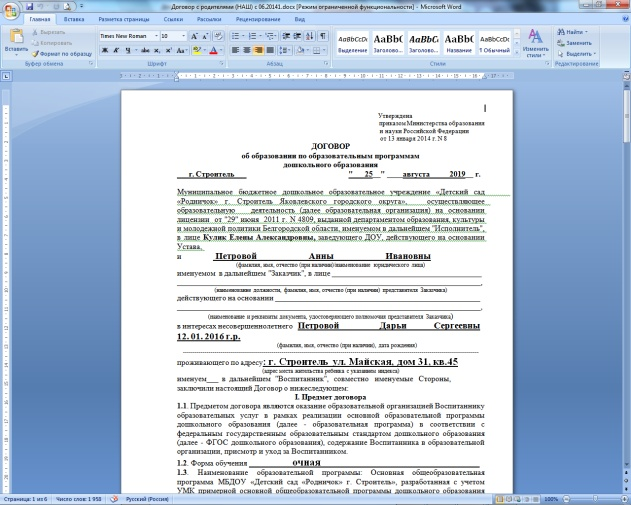 Договор с родителями (НАШ) с 06.20141.docx [Режим ограниченной функциональности] - Microsoft Word
Главная Вставка Разметка страницы Ссылки Рассылки Рецензирование Вид
Вставить
Вырезать
Копировать
Формат по образцу
Буфер обмена
Times New Roman 10
Шрифт
Абзац
AaBbCcDc AaBbC AaBbCc AaBbCc AaBbCcDc
Выделение Заголово... Заголово... Название ¶ Обычный
Стили
Изменить стили
Найти
Заменить
Выделить
Редактирование
Утверждена
приказом Министерства образования
и науки Российской Федерации
от 13 января 2014 г. N 8
ДОГОВОР
об образовании по образовательным программам
дошкольного образования
г. Строитель " 25 " августа 2019 г.
Муниципальное бюджетное дошкольное образовательное учреждение «Детский сад
«Родничок» г. Строитель Яковлевского городского округа», осуществляющее
образовательную деятельность (далее образовательная организация) на основании
лицензии от "29" июня 2011 г. N 4809, выданной департаментом образования, культуры
и молодежной политики Белгородской области, именуемом в дальнейшем "Исполнитель",
в лице Кулик Елены Александровны, заведующего ДОУ, действующего на основании
Устава,
и Петровой Анны Ивановны
(фамилия, имя, отчество (при наличии)/наименование юридического лица)
именуемом в дальнейшем "Заказчик", в лице
(наименование должности, фамилия, имя, отчество (при наличии) представителя Заказчика)
действующего на основании
(наименование и реквизиты документа, удостоверяющего полномочия представителя Заказчика)
в интересах несовершеннолетнего Петровой Дарьи Сергеевны
12. 01. 2016 г.р.
(фамилия, имя, отчество (при наличии), дата рождения)
проживающего по адресу: г. Строитель ул. Майская, дом 31, кв.45
(адрес места жительства ребенка с указанием индекса)
именуем___ в дальнейшем "Воспитанник", совместно именуемые Стороны,
заключили настоящий Договор о нижеследующем:
I. Предмет договора
1.1. Предметом договора являются оказание образовательной организацией Воспитаннику
образовательных услуг в рамках реализации основной образовательной программы
дошкольного образования (далее - образовательная программа) в соответствии с
федеральным государственным образовательным стандартом дошкольного образования
(далее - ФГОС дошкольного образования), содержание Воспитанника в образовательной
организации, присмотр и уход за Воспитанником.
1.2. Форма обучения очная
1.3. Наименование образовательной программы: Основная общеобразовательная
программа МБДОУ «Детский сад «Родничок» г. Строитель», разработанная с учетом
УМК примерной основной общеобразовательной программы дошкольного образования
Страница: 1 из 6 Число слов: 1 958 Русский (Россия) 100%